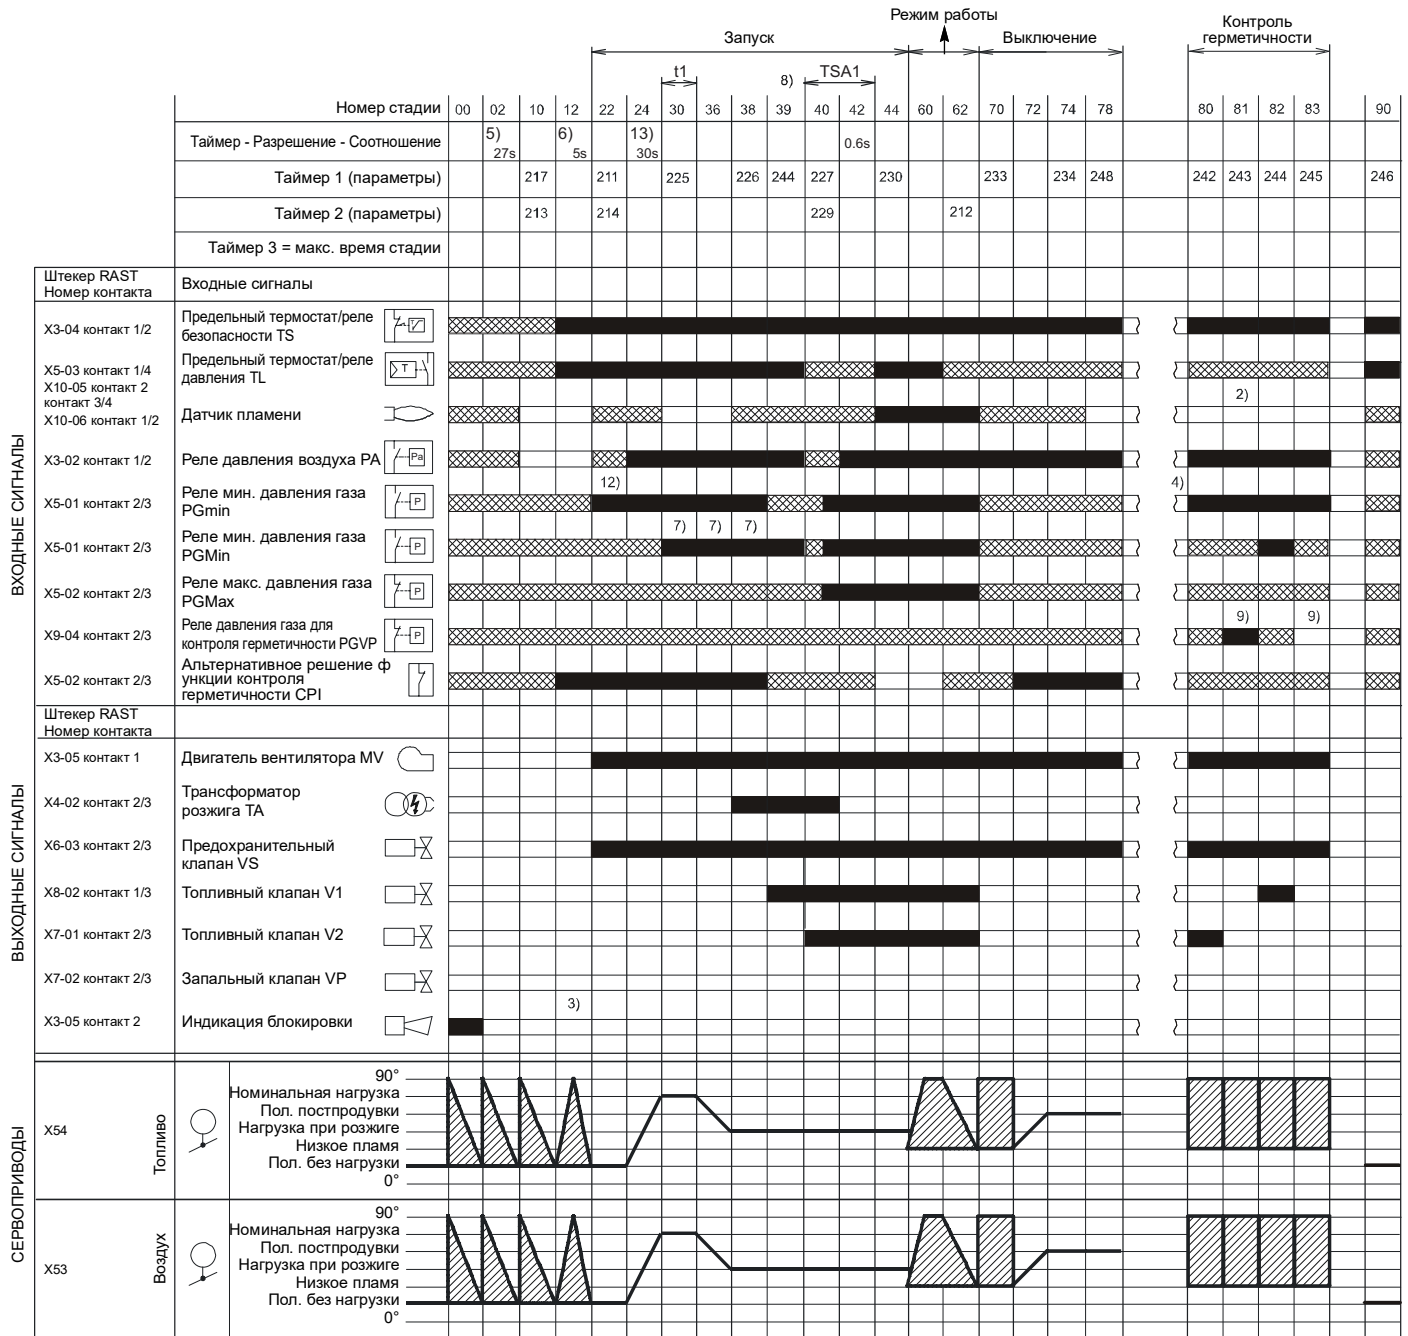 Режим работы
Запуск
Выключение
Контроль
герметичности
t1
8)
TSA1
Номер стадии 00 02 10 12 22 24 30 36 38 39 40 42 44 60 62 70 72 74 78 80 81 82 83 90
Таймер - Разрешение - Соотношение 5) 27s 6) 5s 13) 30s 0.6s
Таймер 1 (параметры) 217 211 225 226 244 227 230 233 234 248 242 243 244 245 246
Таймер 2 (параметры) 213 214 229 212
Таймер 3 = макс. время стадии
Штекер RAST
Номер контакта
Входные сигналы
ВХОДНЫЕ СИГНАЛЫ
X3-04 контакт 1/2
Предельный термостат/реле
безопасности TS
X5-03 контакт 1/4
X10-05 контакт 2
контакт 3/4
Предельный термостат/реле
давления TL
T
2)
X10-06 контакт 1/2
Датчик пламени
X3-02 контакт 1/2
Реле давления воздуха PA
Pa
12)
4)
X5-01 контакт 2/3
Реле мин. давления газа
PGmin
P
7) 7) 7)
X5-01 контакт 2/3
Реле мин. давления газа
PGMin
P
X5-02 контакт 2/3
Реле макс. давления газа
PGMax
P
9) 9)
X9-04 контакт 2/3
Реле давления газа для
контроля герметичности PGVP
P
X5-02 контакт 2/3
Альтернативное решение ф
ункции контроля
герметичности CPI
Штекер RAST
Номер контакта
ВЫХОДНЫЕ СИГНАЛЫ
X3-05 контакт 1
Двигатель вентилятора MV
X4-02 контакт 2/3
Трансформатор
розжига TA
X6-03 контакт 2/3
Предохранительный
клапан VS
X8-02 контакт 1/3
Топливный клапан V1
X7-01 контакт 2/3
Топливный клапан V2
X7-02 контакт 2/3
Запальный клапан VP
3)
X3-05 контакт 2
Индикация блокировки
СЕРВОПРИВОДЫ
X54
Топливо
90°
Номинальная нагрузка
Пол. постпродувки
Нагрузка при розжиге
Низкое пламя
Пол. без нагрузки
0°
X53
Воздух
90°
Номинальная нагрузка
Пол. постпродувки
Нагрузка при розжиге
Низкое пламя
Пол. без нагрузки
0°